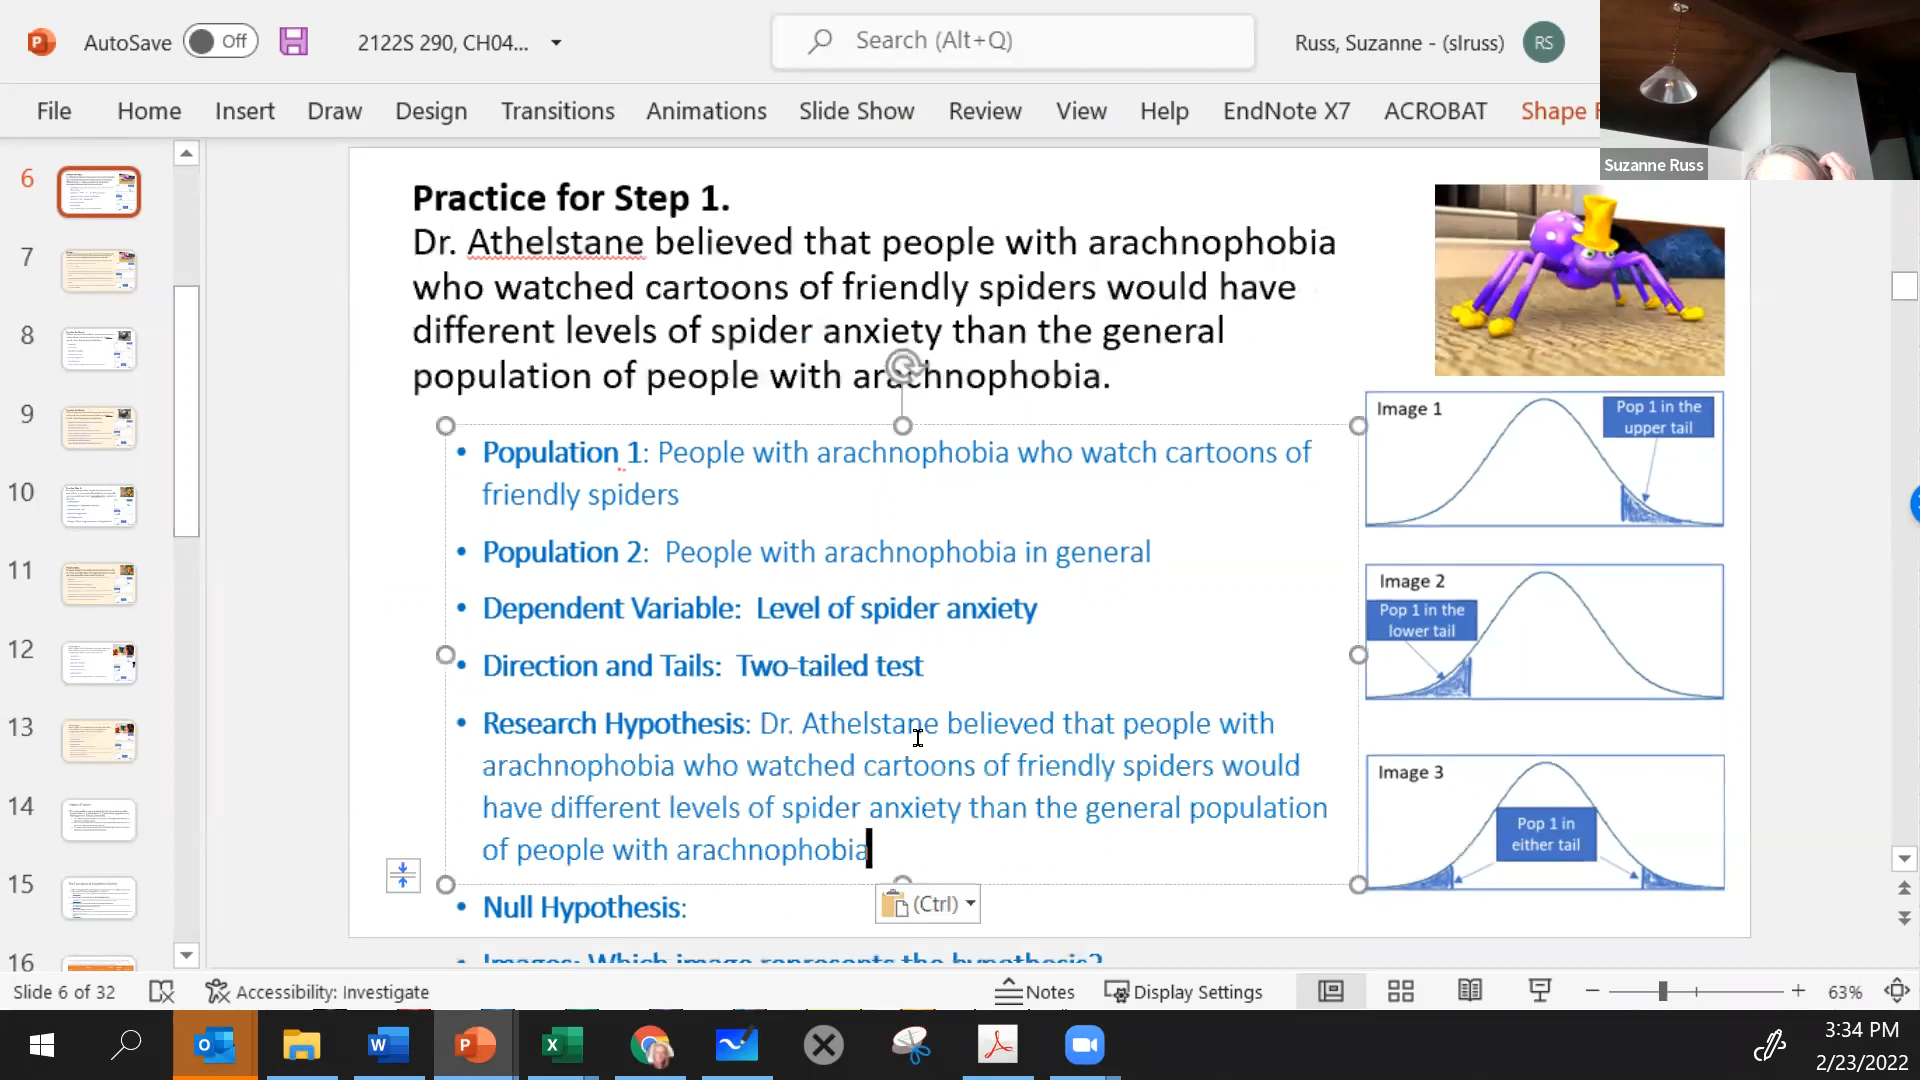 AutoSave Off
2122S 290, CH04...
Search (Alt+Q)
Russ, Suzanne - (slruss)
RS
File Home Insert Draw Design Transitions Animations Slide Show Review View Help EndNote X7 ACROBAT Shape F
Suzanne Russ
6
7
8
9
10
11
12
13
14
15
16
Practice for Step 1.
Dr. Athelstane believed that people with arachnophobia
who watched cartoons of friendly spiders would have
different levels of spider anxiety than the general
population of people with arachnophobia.
• Population 1: People with arachnophobia who watch cartoons of
friendly spiders
• Population 2: People with arachnophobia in general
• Dependent Variable: Level of spider anxiety
• Direction and Tails: Two-tailed test
• Research Hypothesis: Dr. Athelstane believed that people with
arachnophobia who watched cartoons of friendly spiders would
have different levels of spider anxiety than the general population
of people with arachnophobia
• Null Hypothesis:
• Images: Which image represents the hypothesis?
(Ctrl)
Image 1
Pop 1 in the
upper tail
Image 2
Pop 1 in the
lower tail
Image 3
Pop 1 in
either tail
Slide 6 of 32
Accessibility: Investigate
Notes
Display Settings
63%
3:34 PM
2/23/2022